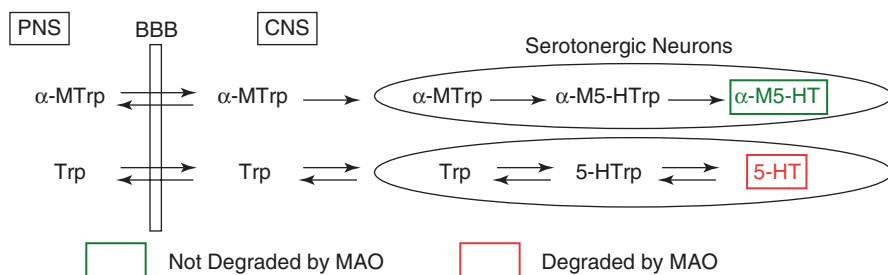 PNS BBB CNS
Serotonergic Neurons
α-MTrp α-MTrp α-MTrp α-M5-HTrp α-M5-HT
Trp Trp Trp 5-HTrp 5-HT
Not Degraded by MAO Degraded by MAO